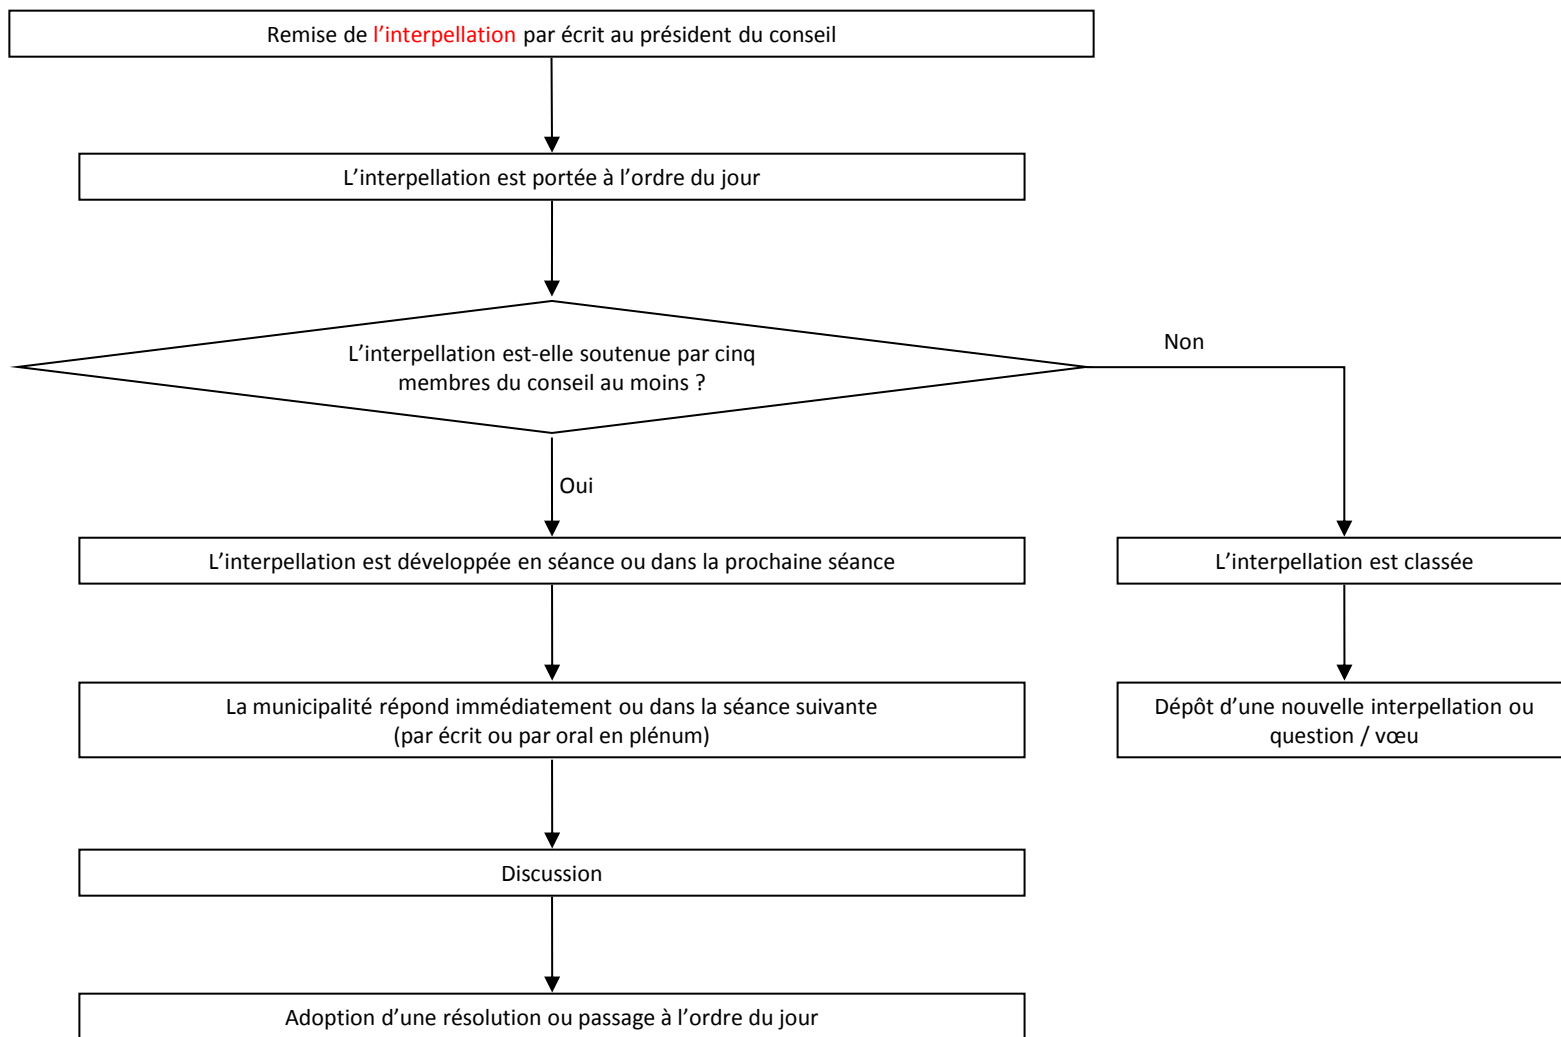 Remise de l’interpellation par écrit au président du conseil
L’interpellation est portée à l’ordre du jour
L’interpellation est-elle soutenue par cinq
membres du conseil au moins ?
Non
Oui
L’interpellation est développée en séance ou dans la prochaine séance
L’interpellation est classée
La municipalité répond immédiatement ou dans la séance suivante
(par écrit ou par oral en plénum)
Dépôt d’une nouvelle interpellation ou
question / vœu
Discussion
Adoption d’une résolution ou passage à l’ordre du jour